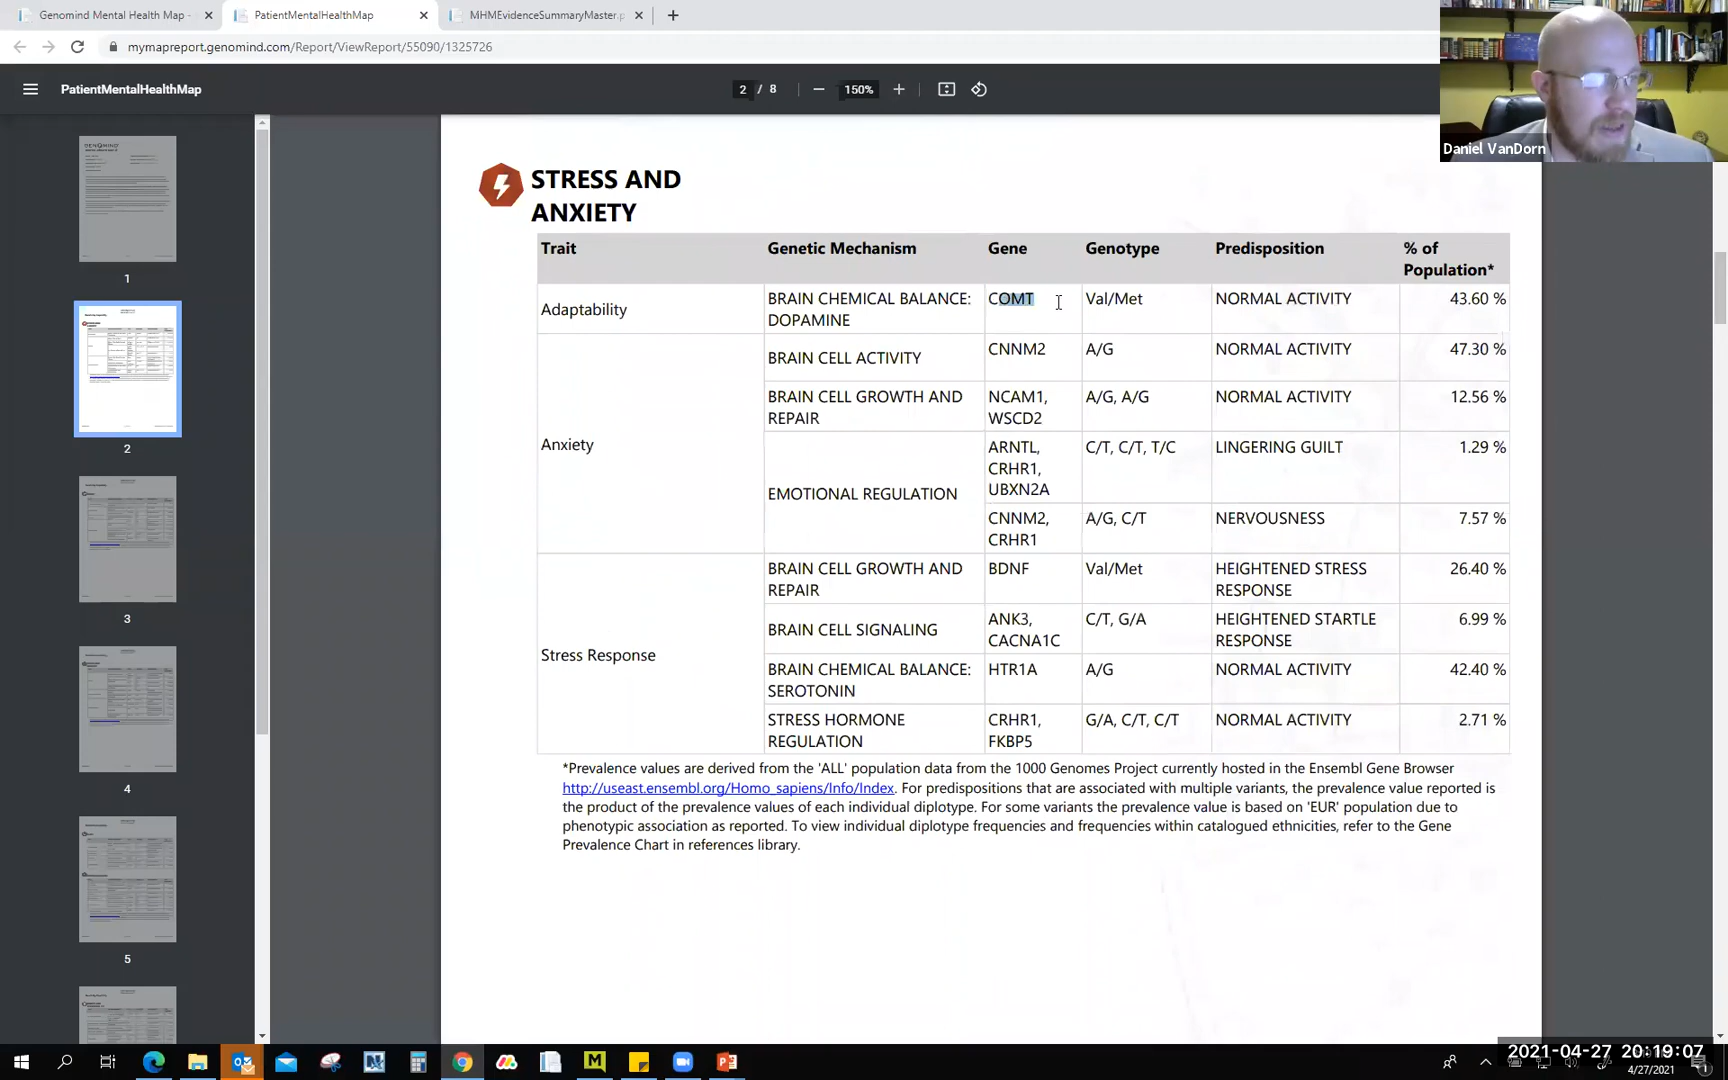 Genomind Mental Health Map -
PatientMentalHealthMap
MHMEvidenceSummaryMaster.p
mymapreport.genomind.com/Report/ViewReport/55090/1325726
PatientMentalHealthMap
2 / 8
150%
Daniel VanDorn
GENOMIND
1
2
3
4
5
STRESS AND
ANXIETY
Trait Genetic Mechanism Gene Genotype Predisposition % of
Population*
Adaptability
BRAIN CHEMICAL BALANCE: COMT Val/Met NORMAL ACTIVITY 43.60 %
DOPAMINE
Anxiety
BRAIN CELL ACTIVITY CNNM2 A/G NORMAL ACTIVITY 47.30 %
BRAIN CELL GROWTH AND NCAM1, A/G, A/G NORMAL ACTIVITY 12.56 %
REPAIR WSCD2
EMOTIONAL REGULATION
ARNTL, C/T, C/T, T/C LINGERING GUILT 1.29 %
CRHR1,
UBXN2A
CNNM2, A/G, C/T NERVOUSNESS 7.57 %
CRHR1
Stress Response
BRAIN CELL GROWTH AND BDNF Val/Met HEIGHTENED STRESS 26.40 %
REPAIR RESPONSE
BRAIN CELL SIGNALING ANK3, C/T, G/A HEIGHTENED STARTLE 6.99 %
CACNA1C RESPONSE
BRAIN CHEMICAL BALANCE: HTR1A A/G NORMAL ACTIVITY 42.40 %
SEROTONIN
STRESS HORMONE CRHR1, G/A, C/T, C/T NORMAL ACTIVITY 2.71 %
REGULATION FKBP5
*Prevalence values are derived from the 'ALL' population data from the 1000 Genomes Project currently hosted in the Ensembl Gene Browser
http://useast.ensembl.org/Homo_sapiens/Info/Index. For predispositions that are associated with multiple variants, the prevalence value reported is
the product of the prevalence values of each individual diplotype. For some variants the prevalence value is based on 'EUR' population due to
phenotypic association as reported. To view individual diplotype frequencies and frequencies within catalogued ethnicities, refer to the Gene
Prevalence Chart in references library.
2021-04-27 20:19:07
4/27/2021